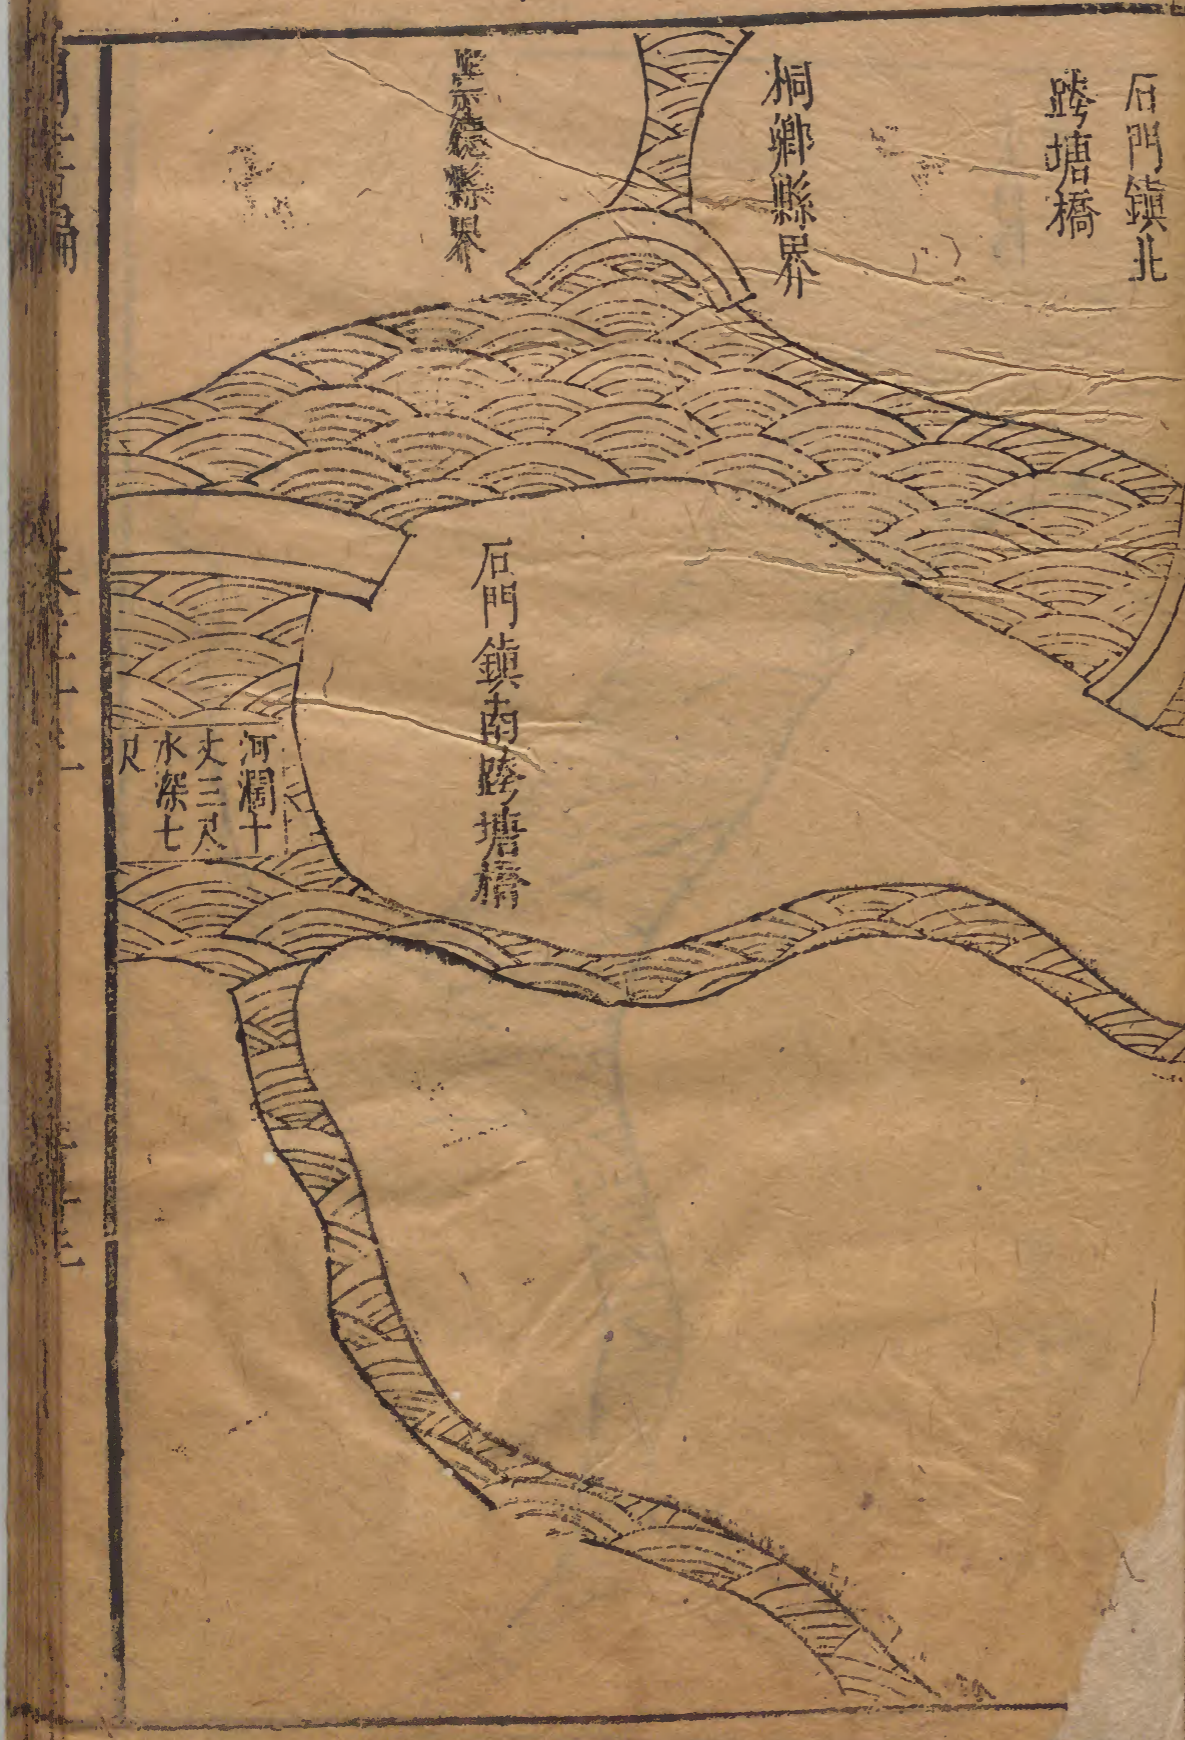 石門鎮北
跨塘橋
桐鄉縣界
崇德縣界
石門鎮南跨塘橋
河濶十
丈三尺
水深七
尺